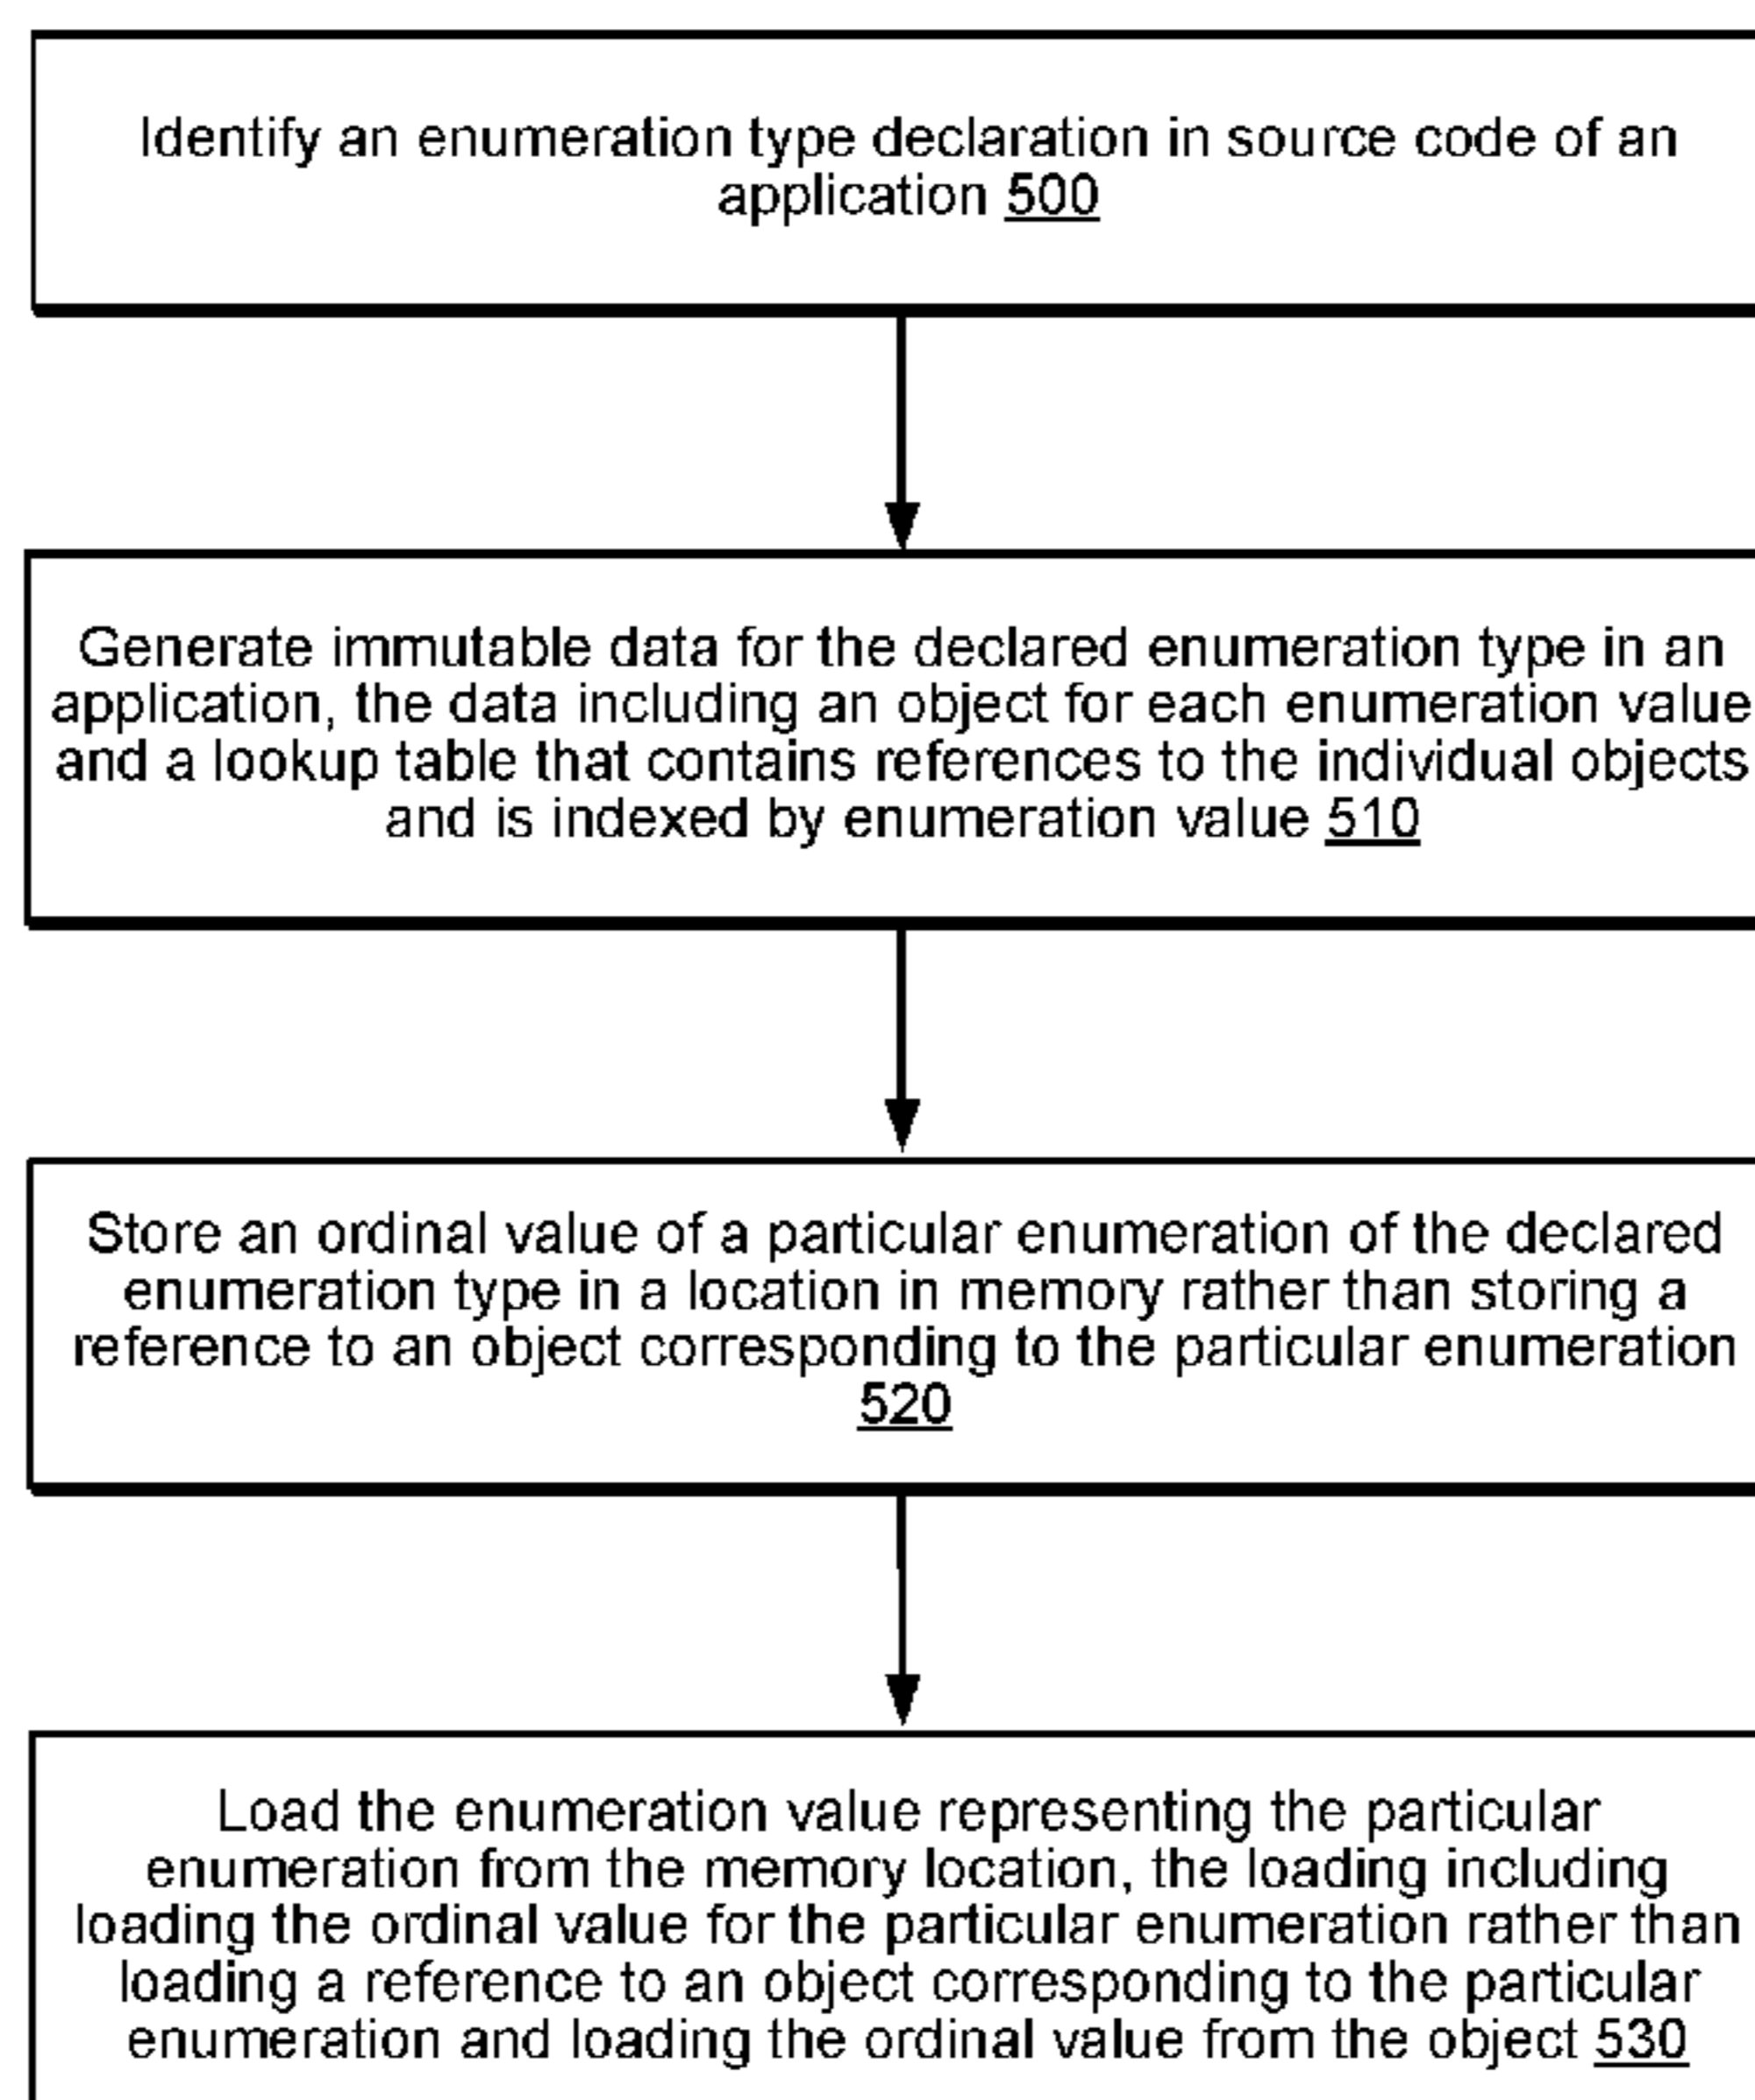 Identify an enumeration type declaration in source code of an
application 500
Generate immutable data for the declared enumeration type in an
application, the data including an object for each enumeration value
and a lookup table that contains references to the individual objects
and is indexed by enumeration value 510
Store an ordinal value of a particular enumeration of the declared
enumeration type in a location in memory rather than storing a
reference to an object corresponding to the particular enumeration
520
Load the enumeration value representing the particular
enumeration from the memory location, the loading including
loading the ordinal value for the particular enumeration rather than
loading a reference to an object corresponding to the particular
enumeration and loading the ordinal value from the object 530